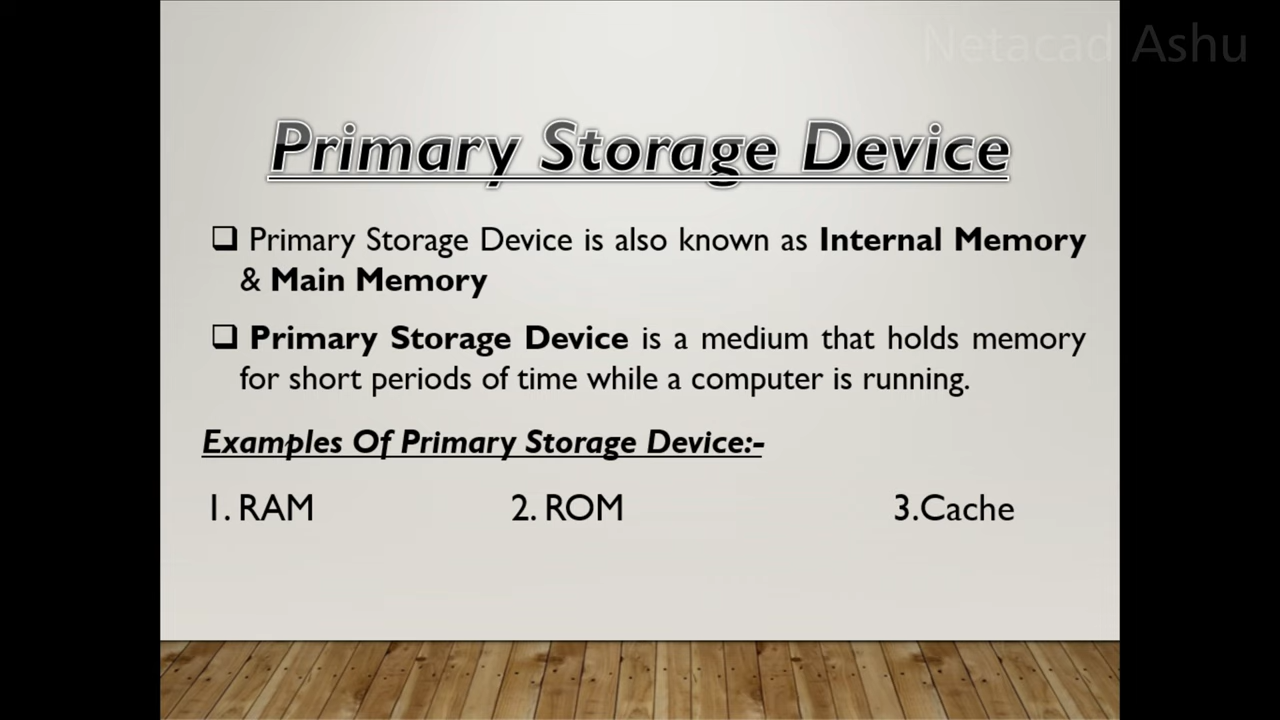 Netacad Ashu
Primary Storage Device
❑ Primary Storage Device is also known as Internal Memory
& Main Memory
❑ Primary Storage Device is a medium that holds memory
for short periods of time while a computer is running.
Examples Of Primary Storage Device:-
1. RAM 2. ROM 3.Cache